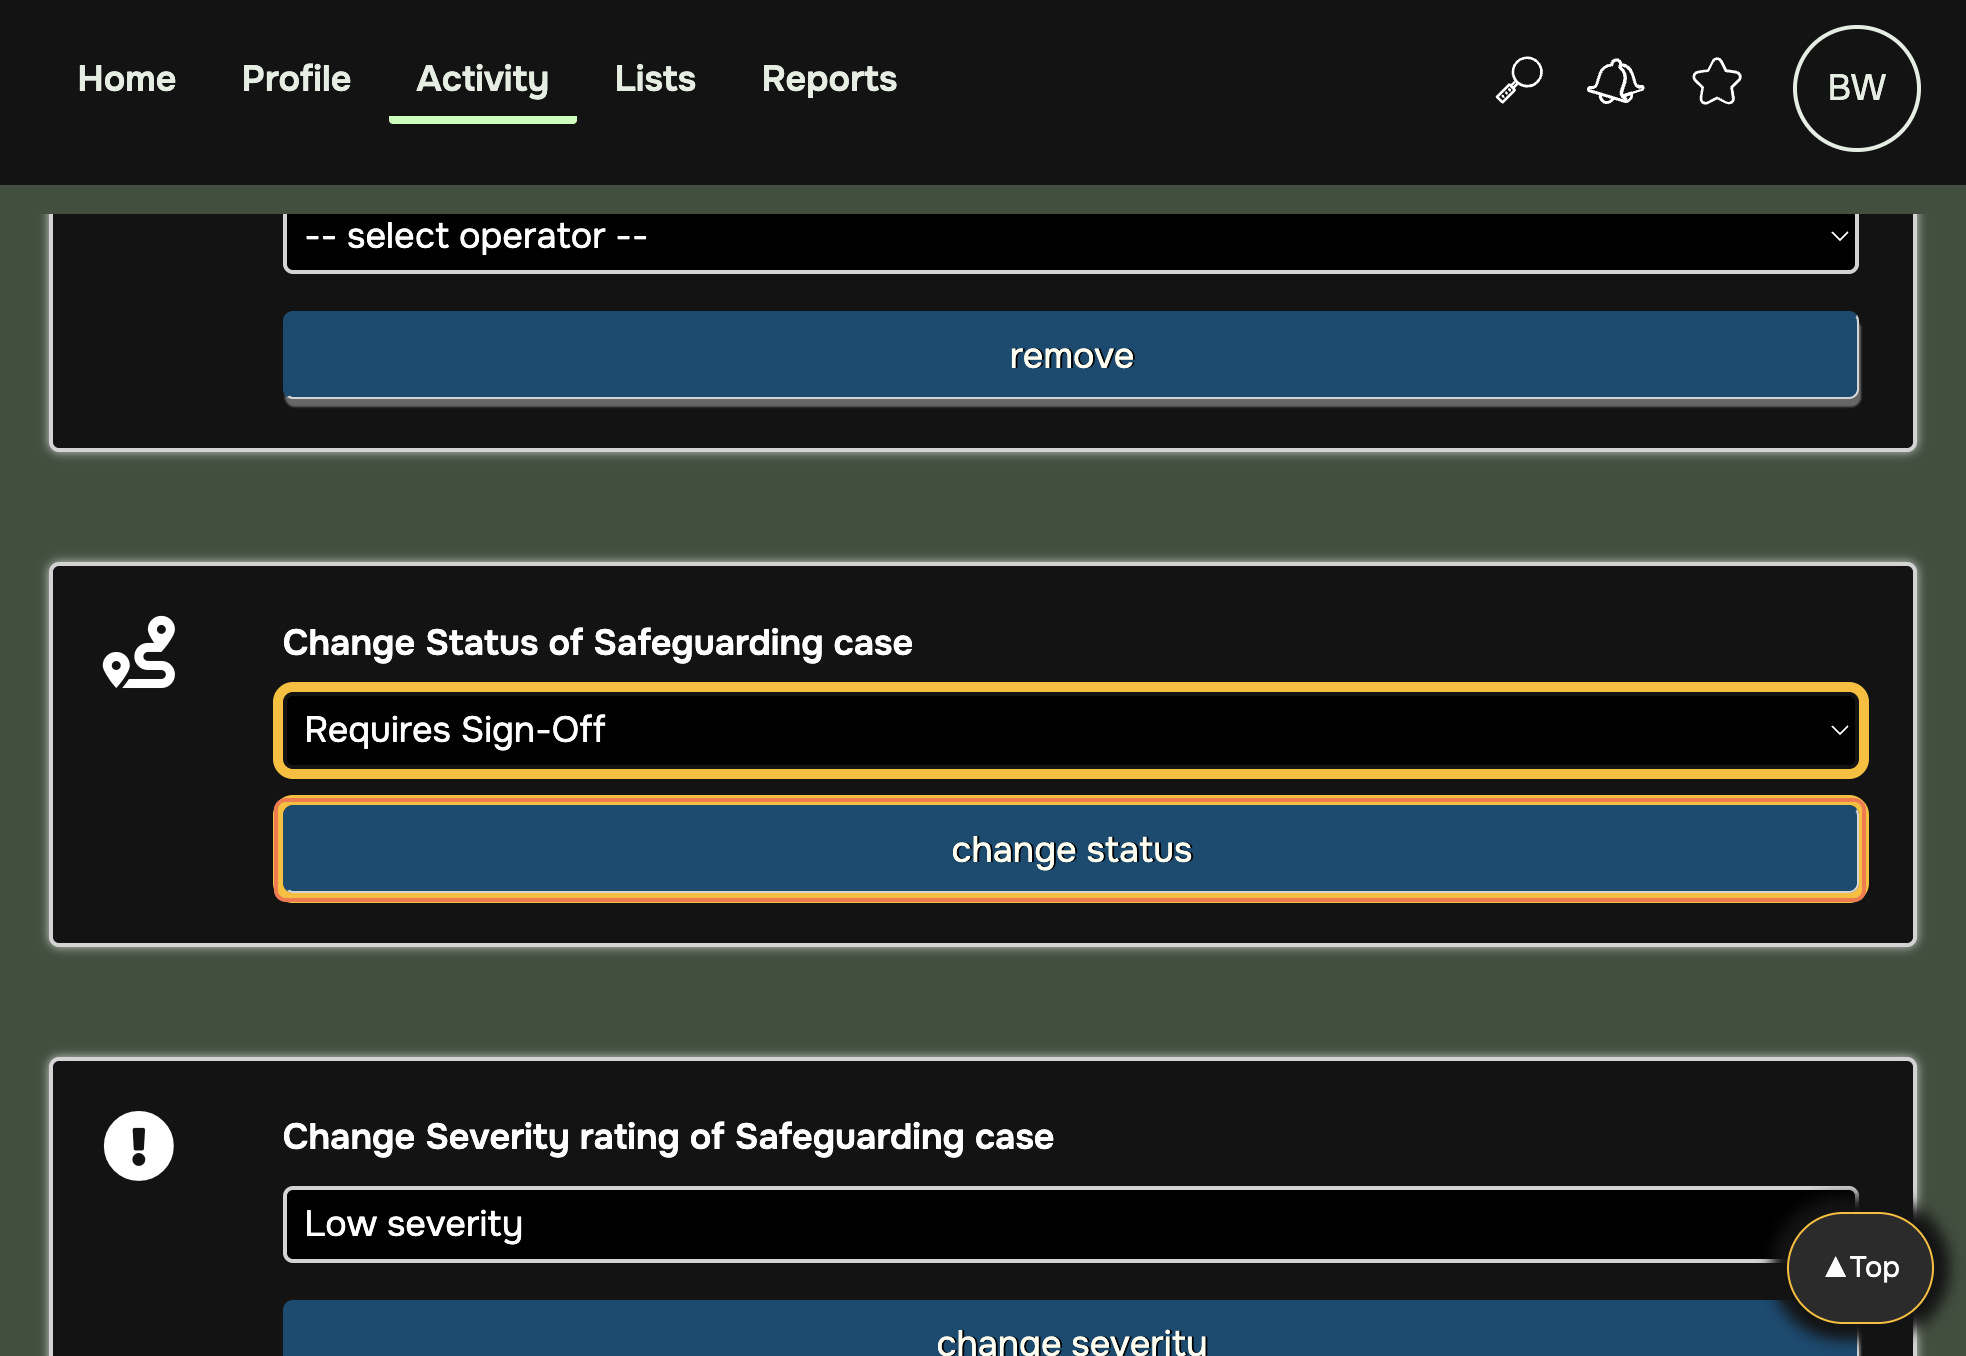 Home Profile Activity Lists Reports BW
-- select operator --
remove
Change Status of Safeguarding case
Requires Sign-Off
change status
Change Severity rating of Safeguarding case
Low severity
▲Top
change severity